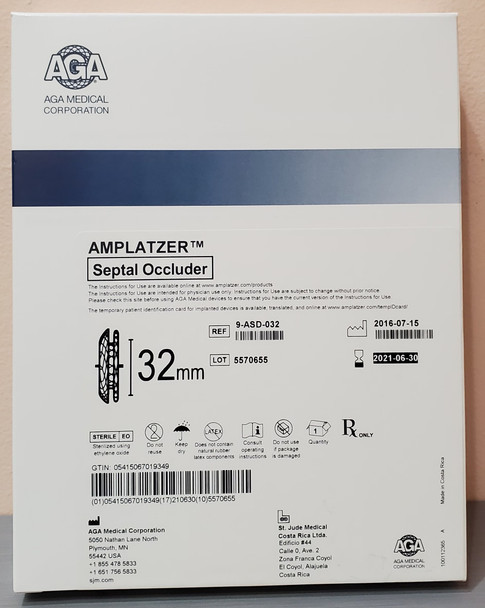 AGA
AGA MEDICAL
CORPORATION
AMPLATZER™
Septal Occluder
The Instructions for Use are available online at www.amplatzer.com/products
The Instructions for Use are intended for physician use only. Instructions for Use are subject to change without prior notice.
Please check this site before using AGA Medical devices to ensure that you have the current version of the Instructions for Use.
The temporary patient identification card for implanted devices is available, translated, and online at www.amplatzer.com/tempIDcard/
REF 9-ASD-032
2016-07-15
32mm
LOT 5570655
2021-06-30
STERILE EO
LATEX
i
1
Rx ONLY
Sterilized using
ethylene oxide
Do not
reuse
Keep
dry
Does not contain
natural rubber
latex components
Consult
operating
instructions
Do not use
if package
is damaged
Quantity
GTIN: 05415067019349
(01)05415067019349(17)210630(10)5570655
AGA Medical Corporation
5050 Nathan Lane North
Plymouth, MN
55442 USA
+1 855 478 5833
+1 651 756 5833
sjm.com
St. Jude Medical
Costa Rica Ltda.
Edificio #44
Calle 0, Ave. 2
Zona Franca Coyol
El Coyol, Alajuela
Costa Rica
AGA
AGA MEDICAL
CORPORATION
Made in Costa Rica
100112365 A